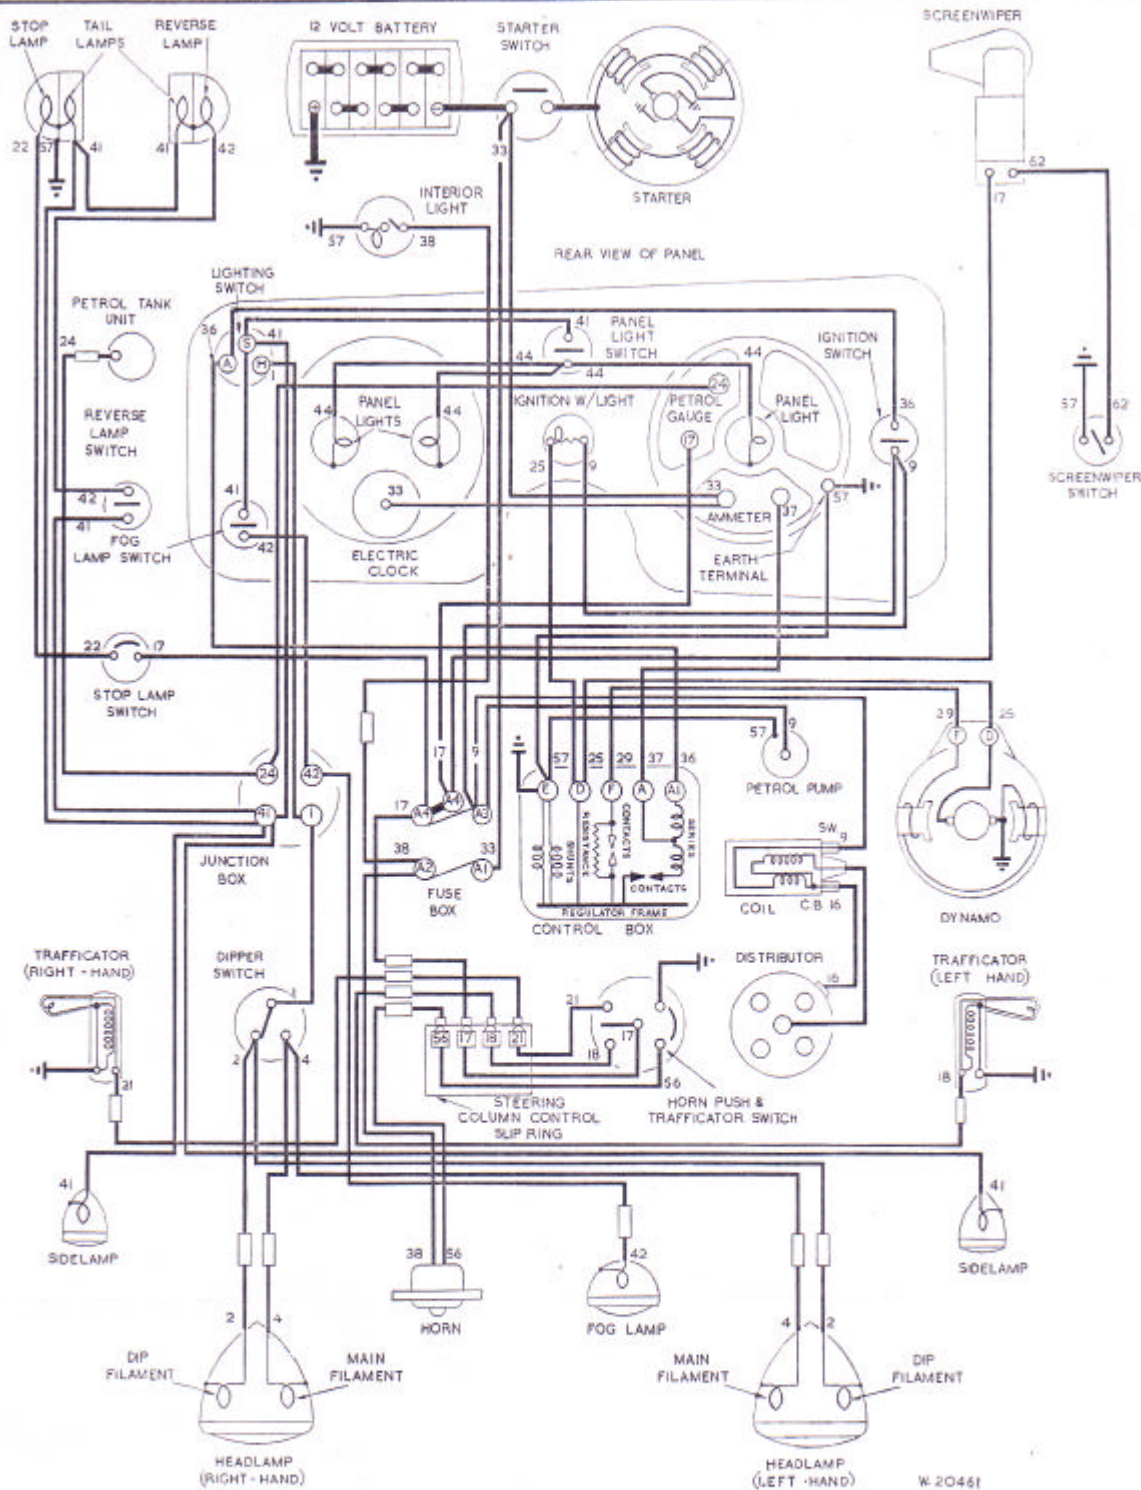 STOP LAMP
TAIL LAMPS
REVERSE LAMP
12 VOLT BATTERY
STARTER SWITCH
SCREENWIPER
22 57 41
41 42
33
62
17
STARTER
INTERIOR LIGHT
57
38
REAR VIEW OF PANEL
LIGHTING SWITCH
PETROL TANK UNIT
24
36
S
41
A
H
1
41
PANEL LIGHT SWITCH
44
44
44
IGNITION SWITCH
24
IGNITION W/LIGHT
PETROL GAUGE
PANEL LIGHT
36
57
62
PANEL LIGHTS
44
44
REVERSE LAMP SWITCH
17
25
9
9
SCREENWIPER SWITCH
33
33
57
41
42
41
42
37
AMMETER
FOG LAMP SWITCH
ELECTRIC CLOCK
EARTH TERMINAL
22
17
STOP LAMP SWITCH
29
25
F
D
57
9
24
42
17
9
57
25
29
37
36
E
D
F
A
A1
PETROL PUMP
41
1
17
A4
A4
A3
JUNCTION BOX
38
33
A2
A1
FUSE BOX
RESISTANCE
SHUNTS
CONTACTS
SERIES
CONTACTS
REGULATOR FRAME
CONTROL BOX
SW
9
COIL
C B 16
DYNAMO
TRAFFICATOR (RIGHT - HAND)
DIPPER SWITCH
DISTRIBUTOR
TRAFFICATOR (LEFT HAND)
1
21
16
56
17
18
21
17
18
2
4
21
56
18
STEERING COLUMN CONTROL SLIP RING
HORN PUSH & TRAFFICATOR SWITCH
41
41
SIDELAMP
SIDELAMP
38
56
42
HORN
FOG LAMP
2
4
4
2
DIP FILAMENT
MAIN FILAMENT
MAIN FILAMENT
DIP FILAMENT
HEADLAMP (RIGHT - HAND)
HEADLAMP (LEFT - HAND)